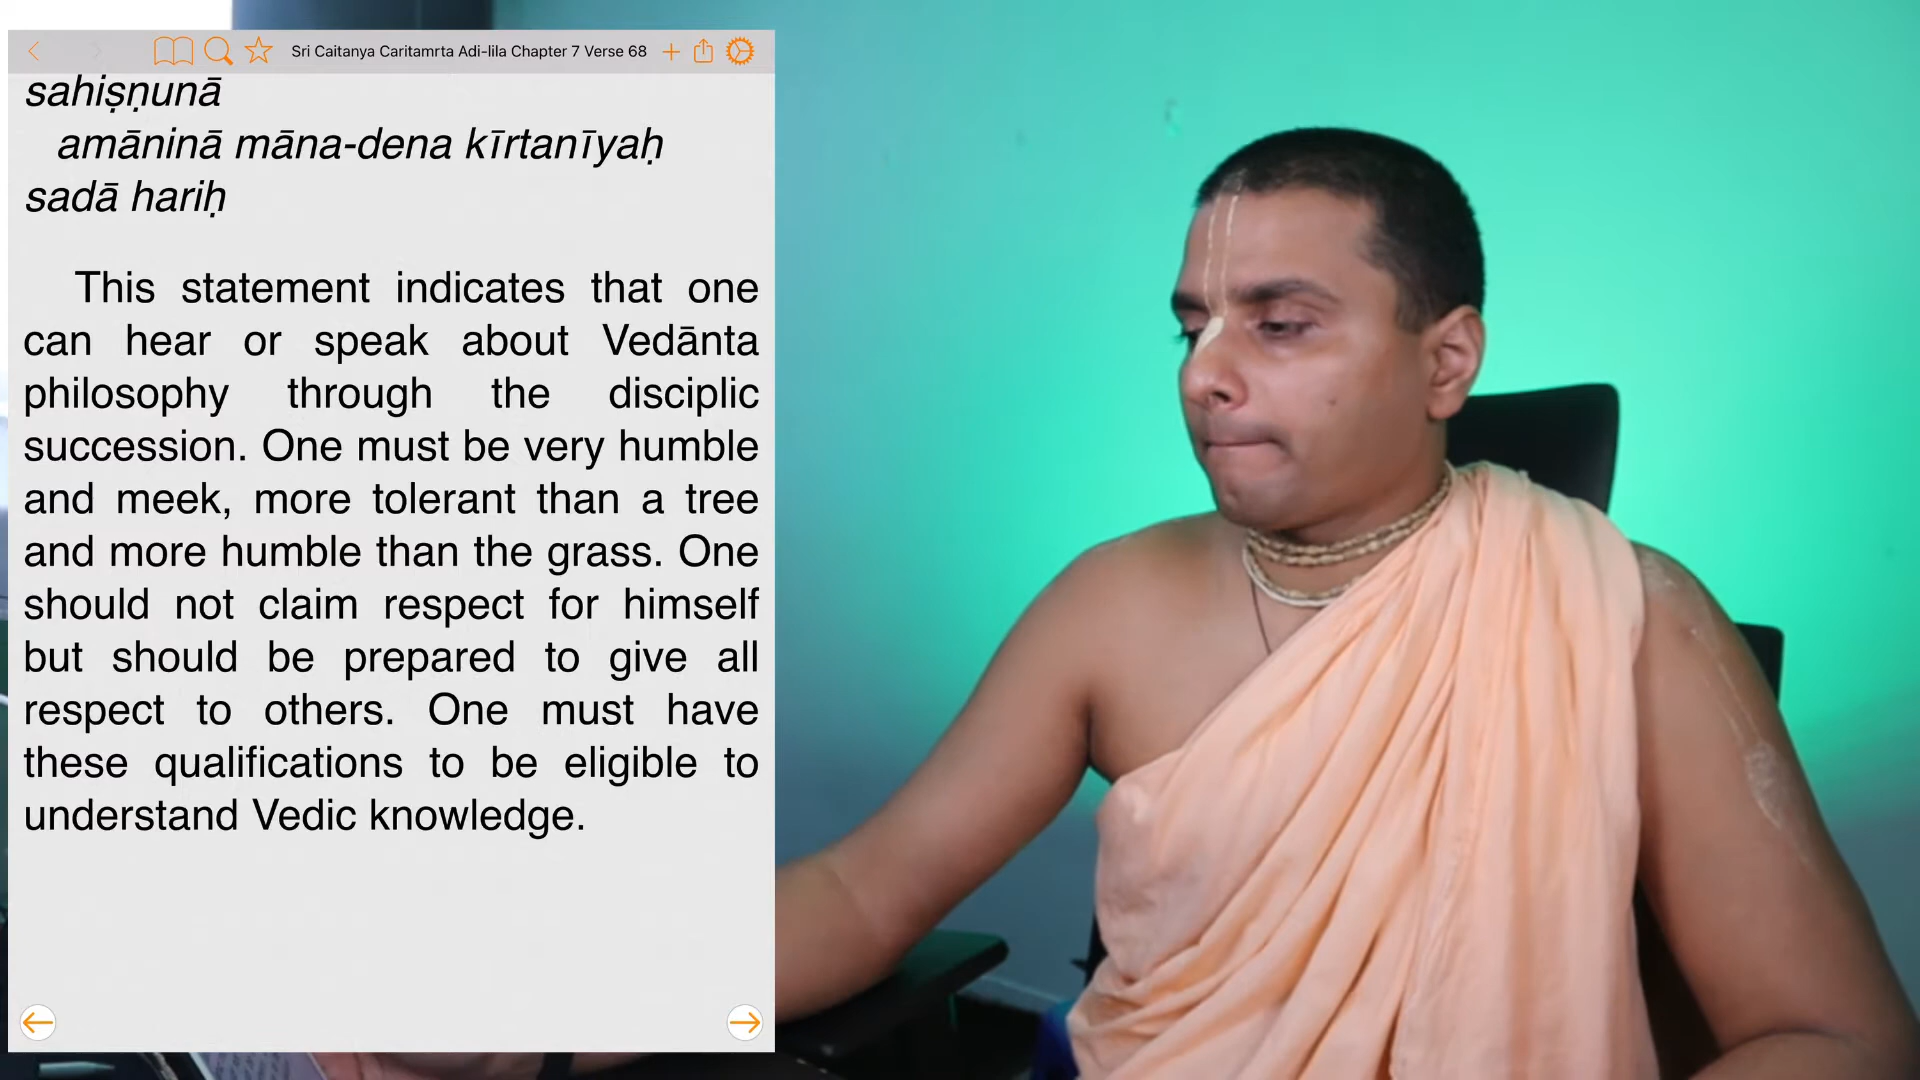 Sri Caitanya Caritamrta Adi-lila Chapter 7 Verse 68
sahiṣṇunā
amāninā māna-dena kīrtanīyaḥ
sadā hariḥ
This statement indicates that one
can hear or speak about Vedānta
philosophy through the disciplic
succession. One must be very humble
and meek, more tolerant than a tree
and more humble than the grass. One
should not claim respect for himself
but should be prepared to give all
respect to others. One must have
these qualifications to be eligible to
understand Vedic knowledge.